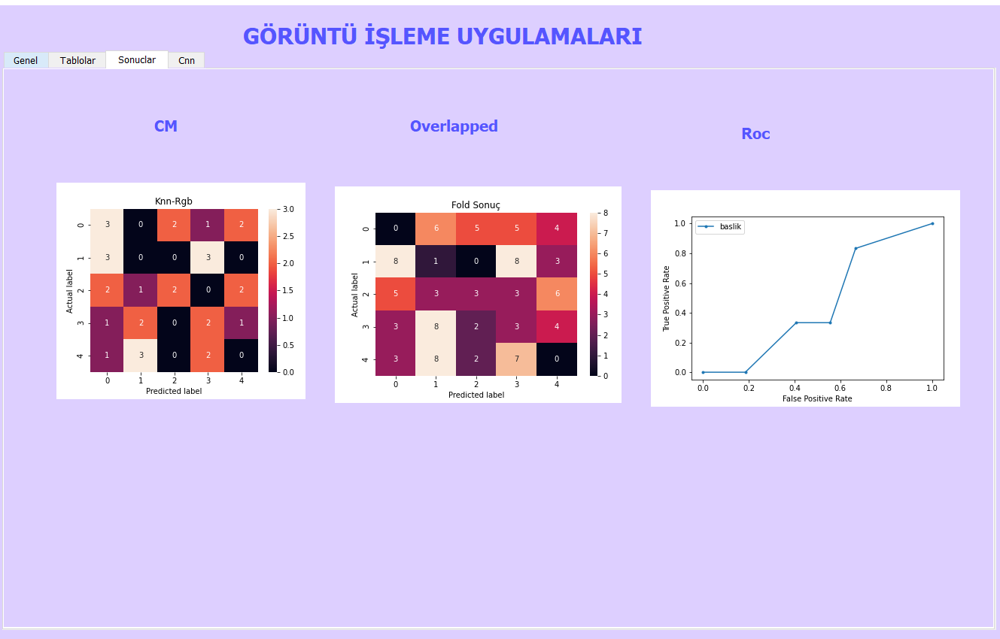 GÖRÜNTÜ İŞLEME UYGULAMALARI
Genel Tablolar Sonuclar Cnn
CM
Overlapped
Roc
Knn-Rgb
Actual label
0 3 0 2 1 2
1 3 0 0 3 0
2 2 1 2 0 2
3 1 2 0 2 1
4 1 3 0 2 0
0 1 2 3 4
Predicted label
3.0
2.5
2.0
1.5
1.0
0.5
0.0
Fold Sonuç
Actual label
0 0 6 5 5 4
1 8 1 0 8 3
2 5 3 3 3 6
3 3 8 2 3 4
4 3 8 2 7 0
0 1 2 3 4
Predicted label
8
7
6
5
4
3
2
1
0
baslik
True Positive Rate
1.0
0.8
0.6
0.4
0.2
0.0
0.0 0.2 0.4 0.6 0.8 1.0
False Positive Rate